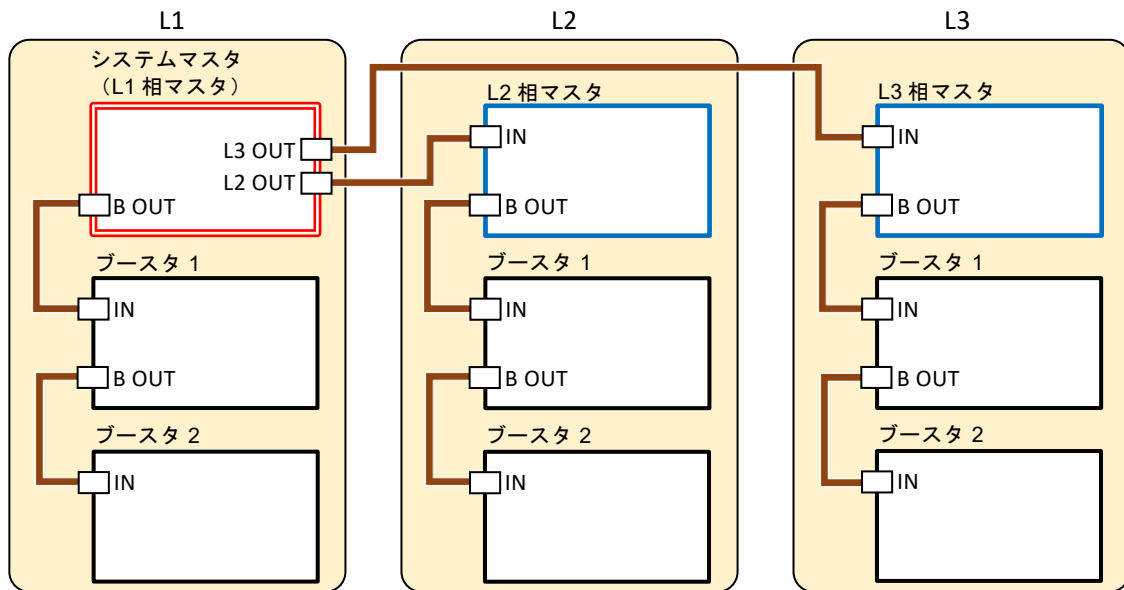 L1
システムマスタ
（L1 相マスタ）
L3 OUT
L2 OUT
B OUT
ブースタ 1
IN
B OUT
ブースタ 2
IN
L2
L2 相マスタ
IN
B OUT
ブースタ 1
IN
B OUT
ブースタ 2
IN
L3
L3 相マスタ
IN
B OUT
ブースタ 1
IN
B OUT
ブースタ 2
IN